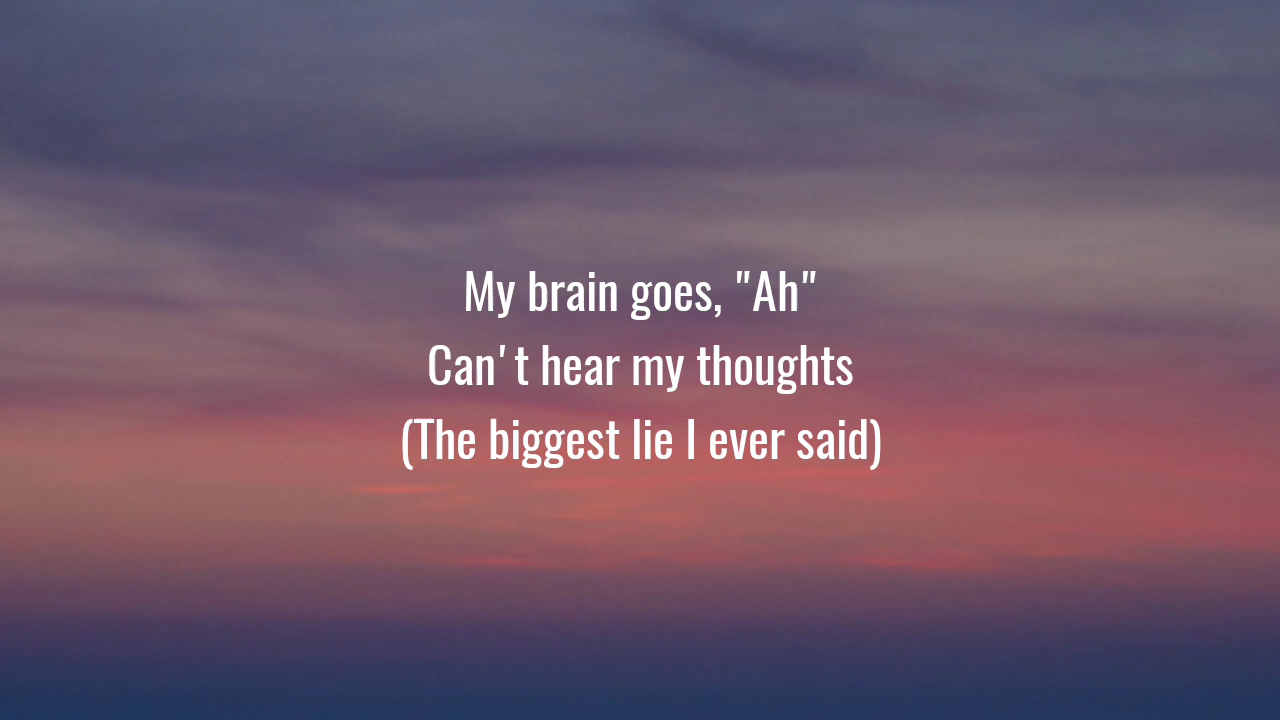 My brain goes, "Ah"
Can't hear my thoughts
(The biggest lie I ever said)